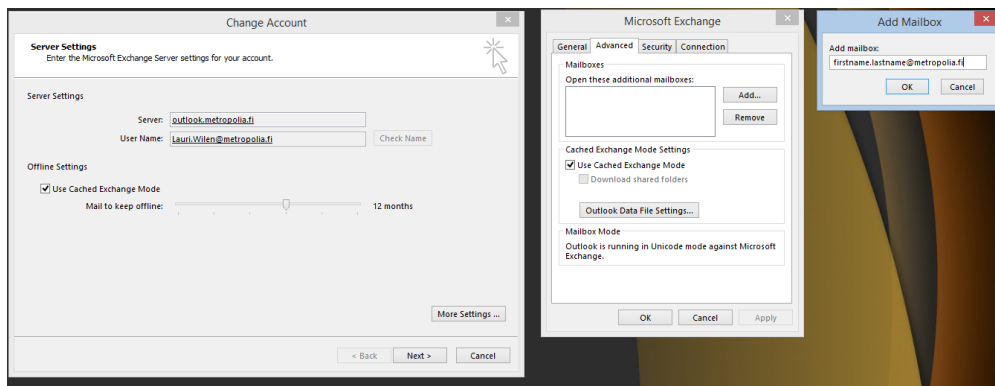 Change Account
Server Settings
Enter the Microsoft Exchange Server settings for your account.
Server Settings
Server: outlook.metropolia.fi
User Name: Lauri.Wilen@metropolia.fi Check Name
Offline Settings
Use Cached Exchange Mode
Mail to keep offline: 12 months
More Settings ...
< Back Next > Cancel
Microsoft Exchange
General Advanced Security Connection
Mailboxes
Open these additional mailboxes:
Add...
Remove
Cached Exchange Mode Settings
Use Cached Exchange Mode
Download shared folders
Outlook Data File Settings...
Mailbox Mode
Outlook is running in Unicode mode against Microsoft
Exchange.
OK Cancel Apply
Add Mailbox
Add mailbox:
firstname.lastname@metropolia.fi
OK Cancel